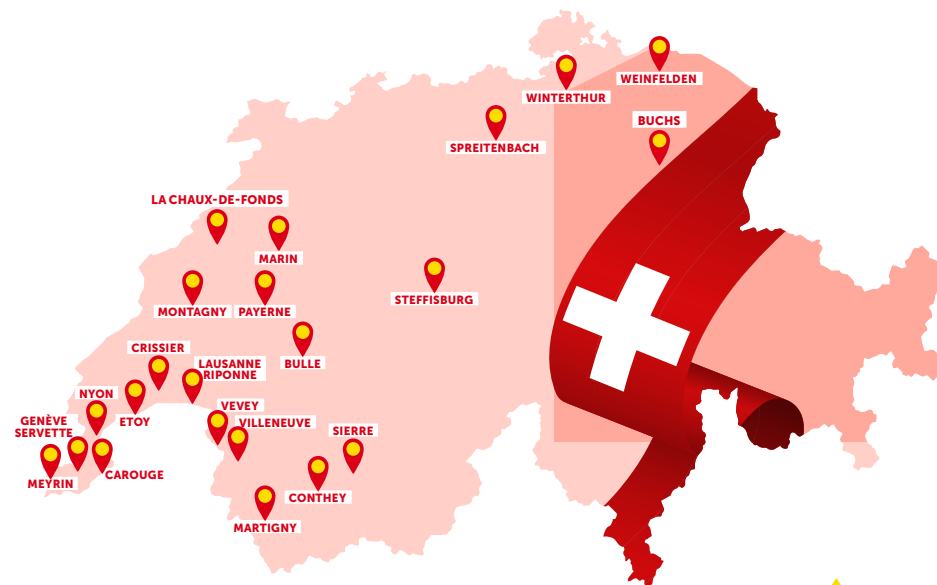 WEINFELDEN
WINTERTHUR
BUCHS
SPREITENBACH
LA CHAUX-DE-FONDS
MARIN
STEFFISBURG
MONTAGNY
PAYERNE
BULLE
CRISSIER
LAUSANNE
RIPONNE
NYON
ETOY
VEVEY
VILLENEUVE
GENÈVE
SERVETTE
SIERRE
CAROUGE
MEYRIN
CONTHEY
MARTIGNY